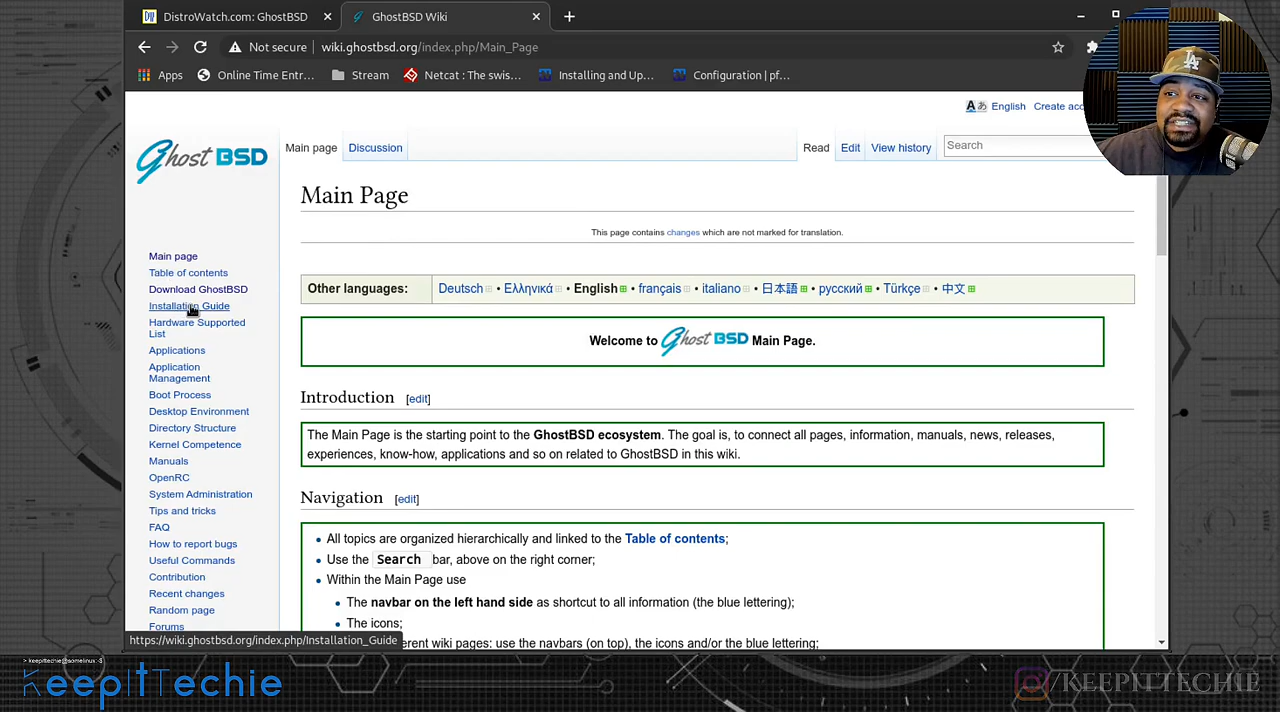 DistroWatch.com: GhostBSD
GhostBSD Wiki
Not secure
wiki.ghostbsd.org/index.php/Main_Page
Apps
Online Time Entr...
Stream
Netcat : The swis...
Installing and Up...
Configuration | pf...
English
Create acc
Ghost BSD
Main page
Discussion
Read
Edit
View history
Search
Main Page
This page contains changes which are not marked for translation.
Main page
Table of contents
Download GhostBSD
Installation Guide
Hardware Supported
List
Applications
Application
Management
Boot Process
Desktop Environment
Directory Structure
Kernel Competence
Manuals
OpenRC
System Administration
Tips and tricks
FAQ
How to report bugs
Useful Commands
Contribution
Recent changes
Random page
Forums
Other languages: Deutsch • Ελληνικά • English • français • italiano • 日本語 • русский • Türkçe • 中文
Welcome to Ghost BSD Main Page.
Introduction [edit]
The Main Page is the starting point to the GhostBSD ecosystem. The goal is, to connect all pages, information, manuals, news, releases,
experiences, know-how, applications and so on related to GhostBSD in this wiki.
Navigation [edit]
• All topics are organized hierarchically and linked to the Table of contents;
• Use the Search bar, above on the right corner;
• Within the Main Page use
• The navbar on the left hand side as shortcut to all information (the blue lettering);
• The icons;
erent wiki pages: use the navbars (on top), the icons and/or the blue lettering;
https://wiki.ghostbsd.org/index.php/Installation_Guide
> keepittechie@somelinux:~$
KeepItTechie
/KEEPITTECHIE
LA